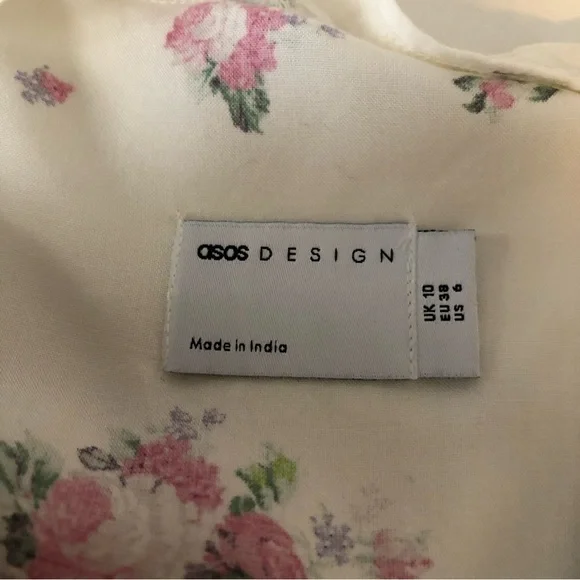 asos DESIGN
Made in India
UK 10
EU 38
US 6